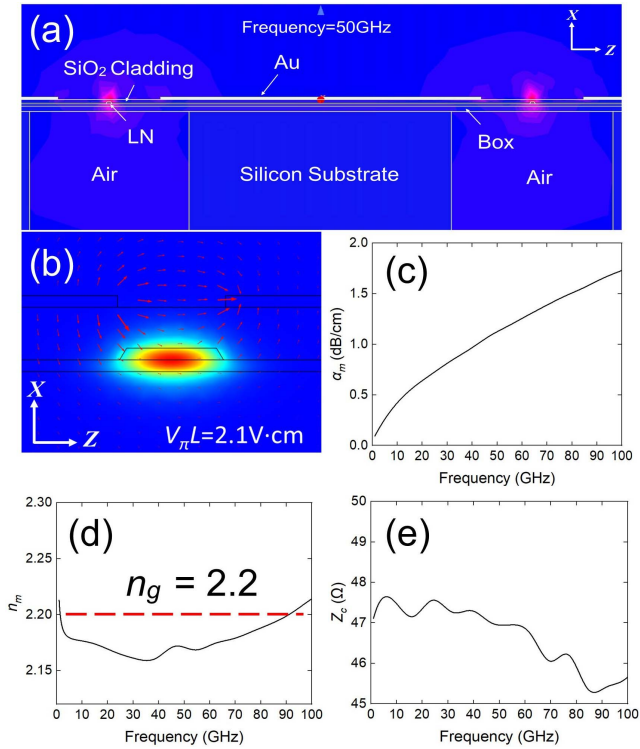 (a)
Frequency=50GHz
X
Z
SiO₂ Cladding
Au
LN
Box
Air
Silicon Substrate
Air
(b)
X
Z
VπL=2.1V·cm
(c)
2.0
1.5
1.0
0.5
0.0
αm (dB/cm)
0 10 20 30 40 50 60 70 80 90 100
Frequency (GHz)
(d)
2.30
2.25
2.20
2.15
nm
ng = 2.2
0 10 20 30 40 50 60 70 80 90 100
Frequency (GHz)
(e)
50
49
48
47
46
45
Zc (Ω)
0 10 20 30 40 50 60 70 80 90 100
Frequency (GHz)